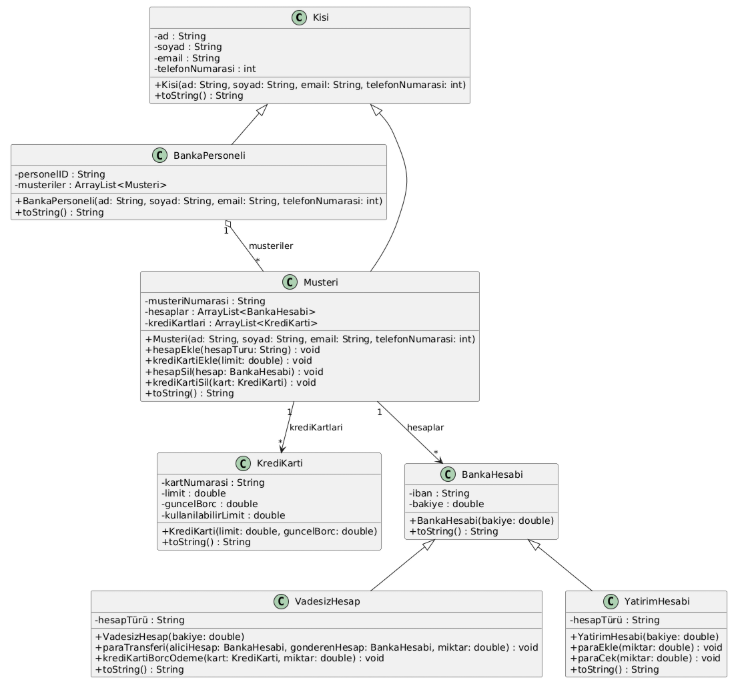 C Kisi
-ad : String
-soyad : String
-email : String
-telefonNumarasi : int
+Kisi(ad: String, soyad: String, email: String, telefonNumarasi: int)
+toString() : String
C BankaPersoneli
-personelID : String
-musteriler : ArrayList<Musteri>
+BankaPersoneli(ad: String, soyad: String, email: String, telefonNumarasi: int)
+toString() : String
1
musteriler
*
C Musteri
-musteriNumarasi : String
-hesaplar : ArrayList<BankaHesabi>
-krediKartlari : ArrayList<KrediKarti>
+Musteri(ad: String, soyad: String, email: String, telefonNumarasi: int)
+hesapEkle(hesapTuru: String) : void
+krediKartiEkle(limit: double) : void
+hesapSil(hesap: BankaHesabi) : void
+krediKartiSil(kart: KrediKarti) : void
+toString() : String
1
krediKartlari
*
1
hesaplar
*
C KrediKarti
-kartNumarasi : String
-limit : double
-guncelBorc : double
-kullanilabilirLimit : double
+KrediKarti(limit: double, guncelBorc: double)
+toString() : String
C BankaHesabi
-iban : String
-bakiye : double
+BankaHesabi(bakiye: double)
+toString() : String
C VadesizHesap
-hesapTürü : String
+VadesizHesap(bakiye: double)
+paraTransferi(aliciHesap: BankaHesabi, gonderenHesap: BankaHesabi, miktar: double) : void
+krediKartiBorcOdeme(kart: KrediKarti, miktar: double) : void
+toString() : String
C YatirimHesabi
-hesapTürü : String
+YatirimHesabi(bakiye: double)
+paraEkle(miktar: double) : void
+paraCek(miktar: double) : void
+toString() : String